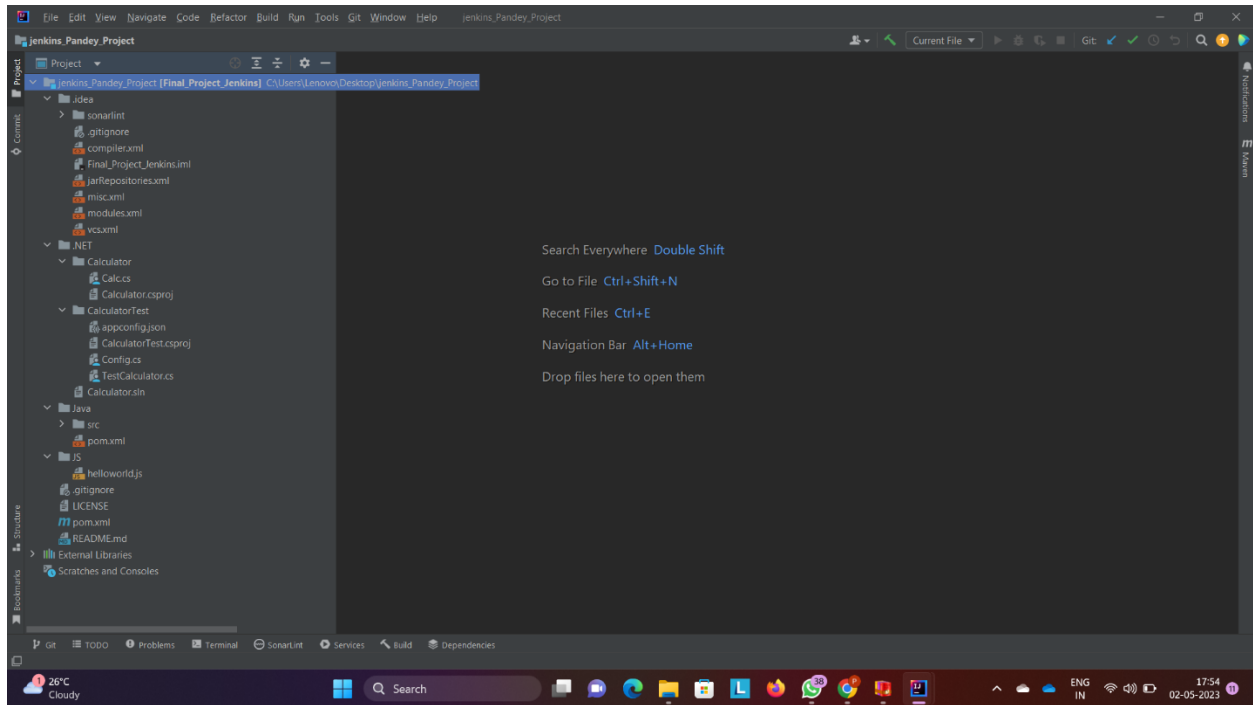 File Edit View Navigate Code Refactor Build Run Tools Git Window Help jenkins_Pandey_Project
jenkins_Pandey_Project
Current File
Git:
Project
jenkins_Pandey_Project [Final_Project_Jenkins] C:\Users\Lenovo\Desktop\jenkins_Pandey_Project
.idea
sonarlint
.gitignore
compiler.xml
Final_Project_Jenkins.iml
jarRepositories.xml
misc.xml
modules.xml
vcs.xml
.NET
Calculator
Calc.cs
Calculator.csproj
CalculatorTest
appconfig.json
CalculatorTest.csproj
Config.cs
TestCalculator.cs
Calculator.sln
Java
src
pom.xml
JS
helloworld.js
.gitignore
LICENSE
pom.xml
README.md
External Libraries
Scratches and Consoles
Project
Commit
Structure
Bookmarks
Search Everywhere Double Shift
Go to File Ctrl+Shift+N
Recent Files Ctrl+E
Navigation Bar Alt+Home
Drop files here to open them
Notifications
m Maven
Git TODO Problems Terminal SonarLint Services Build Dependencies
1 26°C
Cloudy
Search
38
ENG
IN
17:54
02-05-2023
11